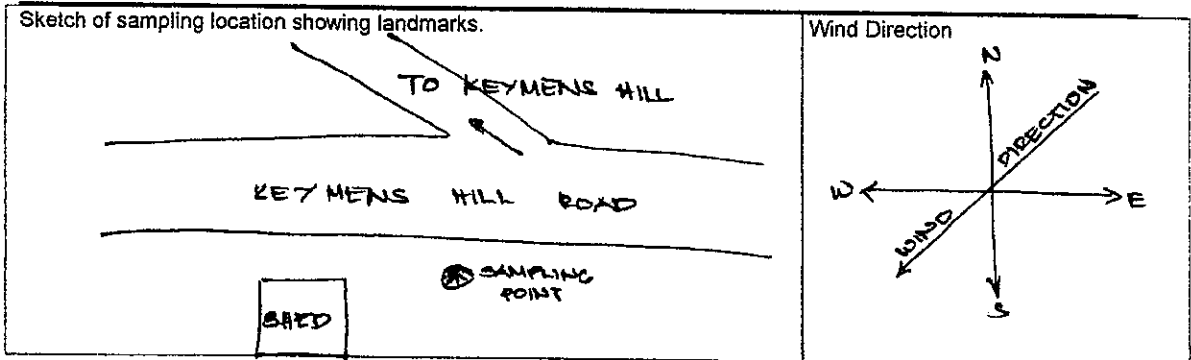 Sketch of sampling location showing landmarks.
TO KEYMENS HILL
KEYMENS HILL ROAD
SAMPLING
POINT
SHED
Wind Direction
N
DIRECTION
W
E
WIND
S